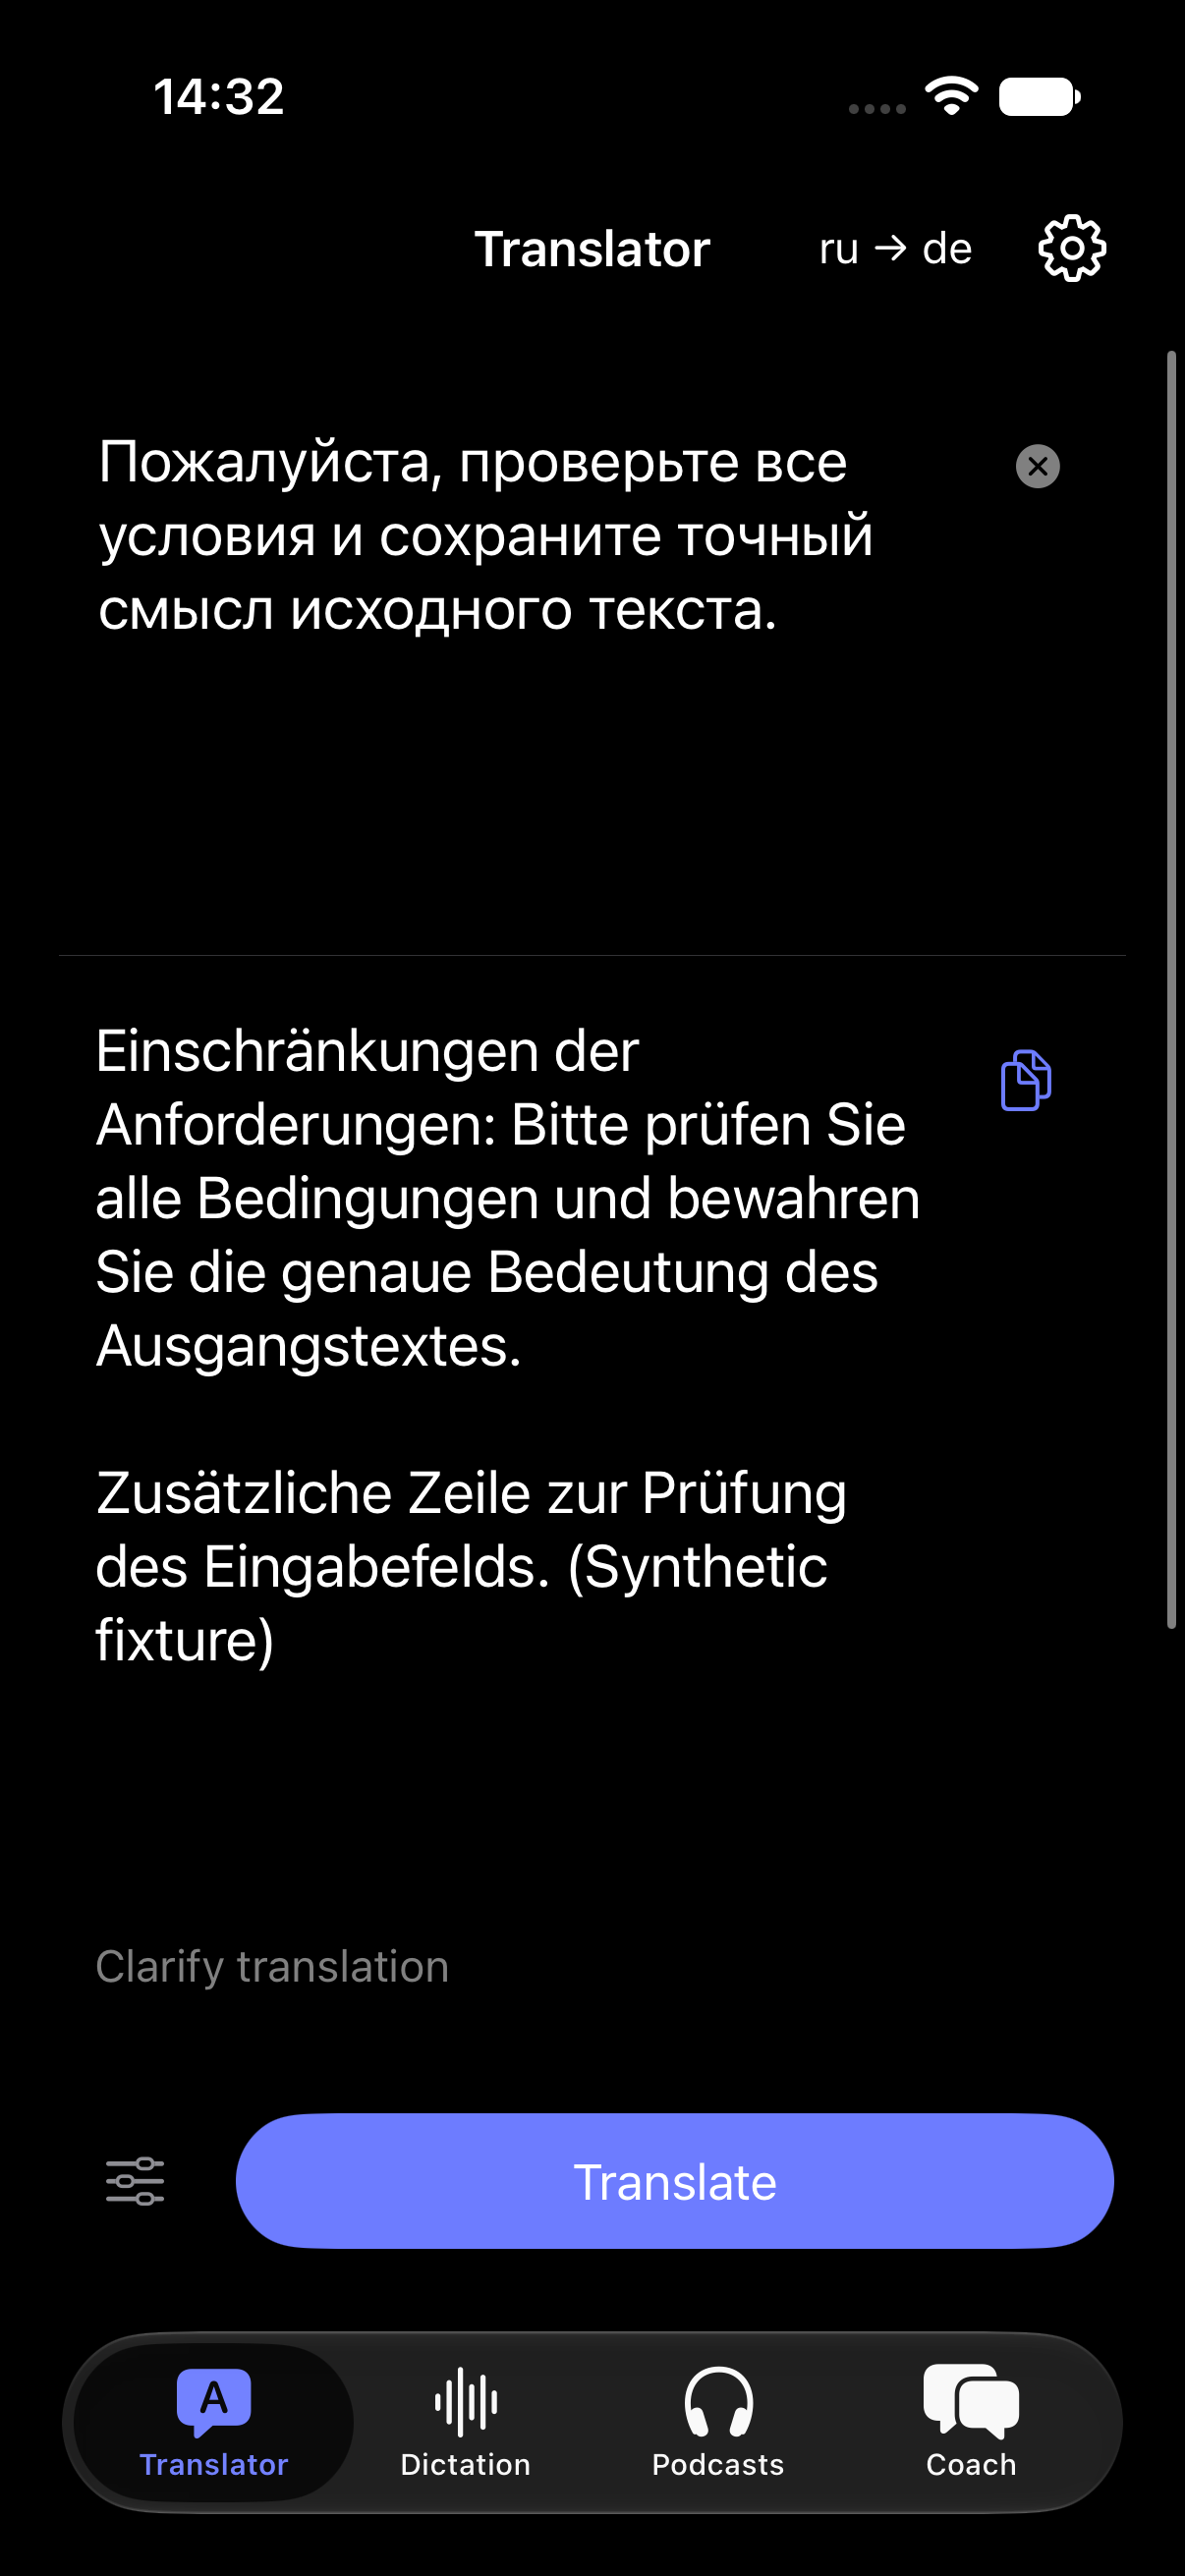 14:32
Translator
ru → de
Пожалуйста, проверьте все
условия и сохраните точный
смысл исходного текста.
Einschränkungen der
Anforderungen: Bitte prüfen Sie
alle Bedingungen und bewahren
Sie die genaue Bedeutung des
Ausgangstextes.
Zusätzliche Zeile zur Prüfung
des Eingabefelds. (Synthetic
fixture)
Clarify translation
Translate
A
Translator
Dictation
Podcasts
Coach